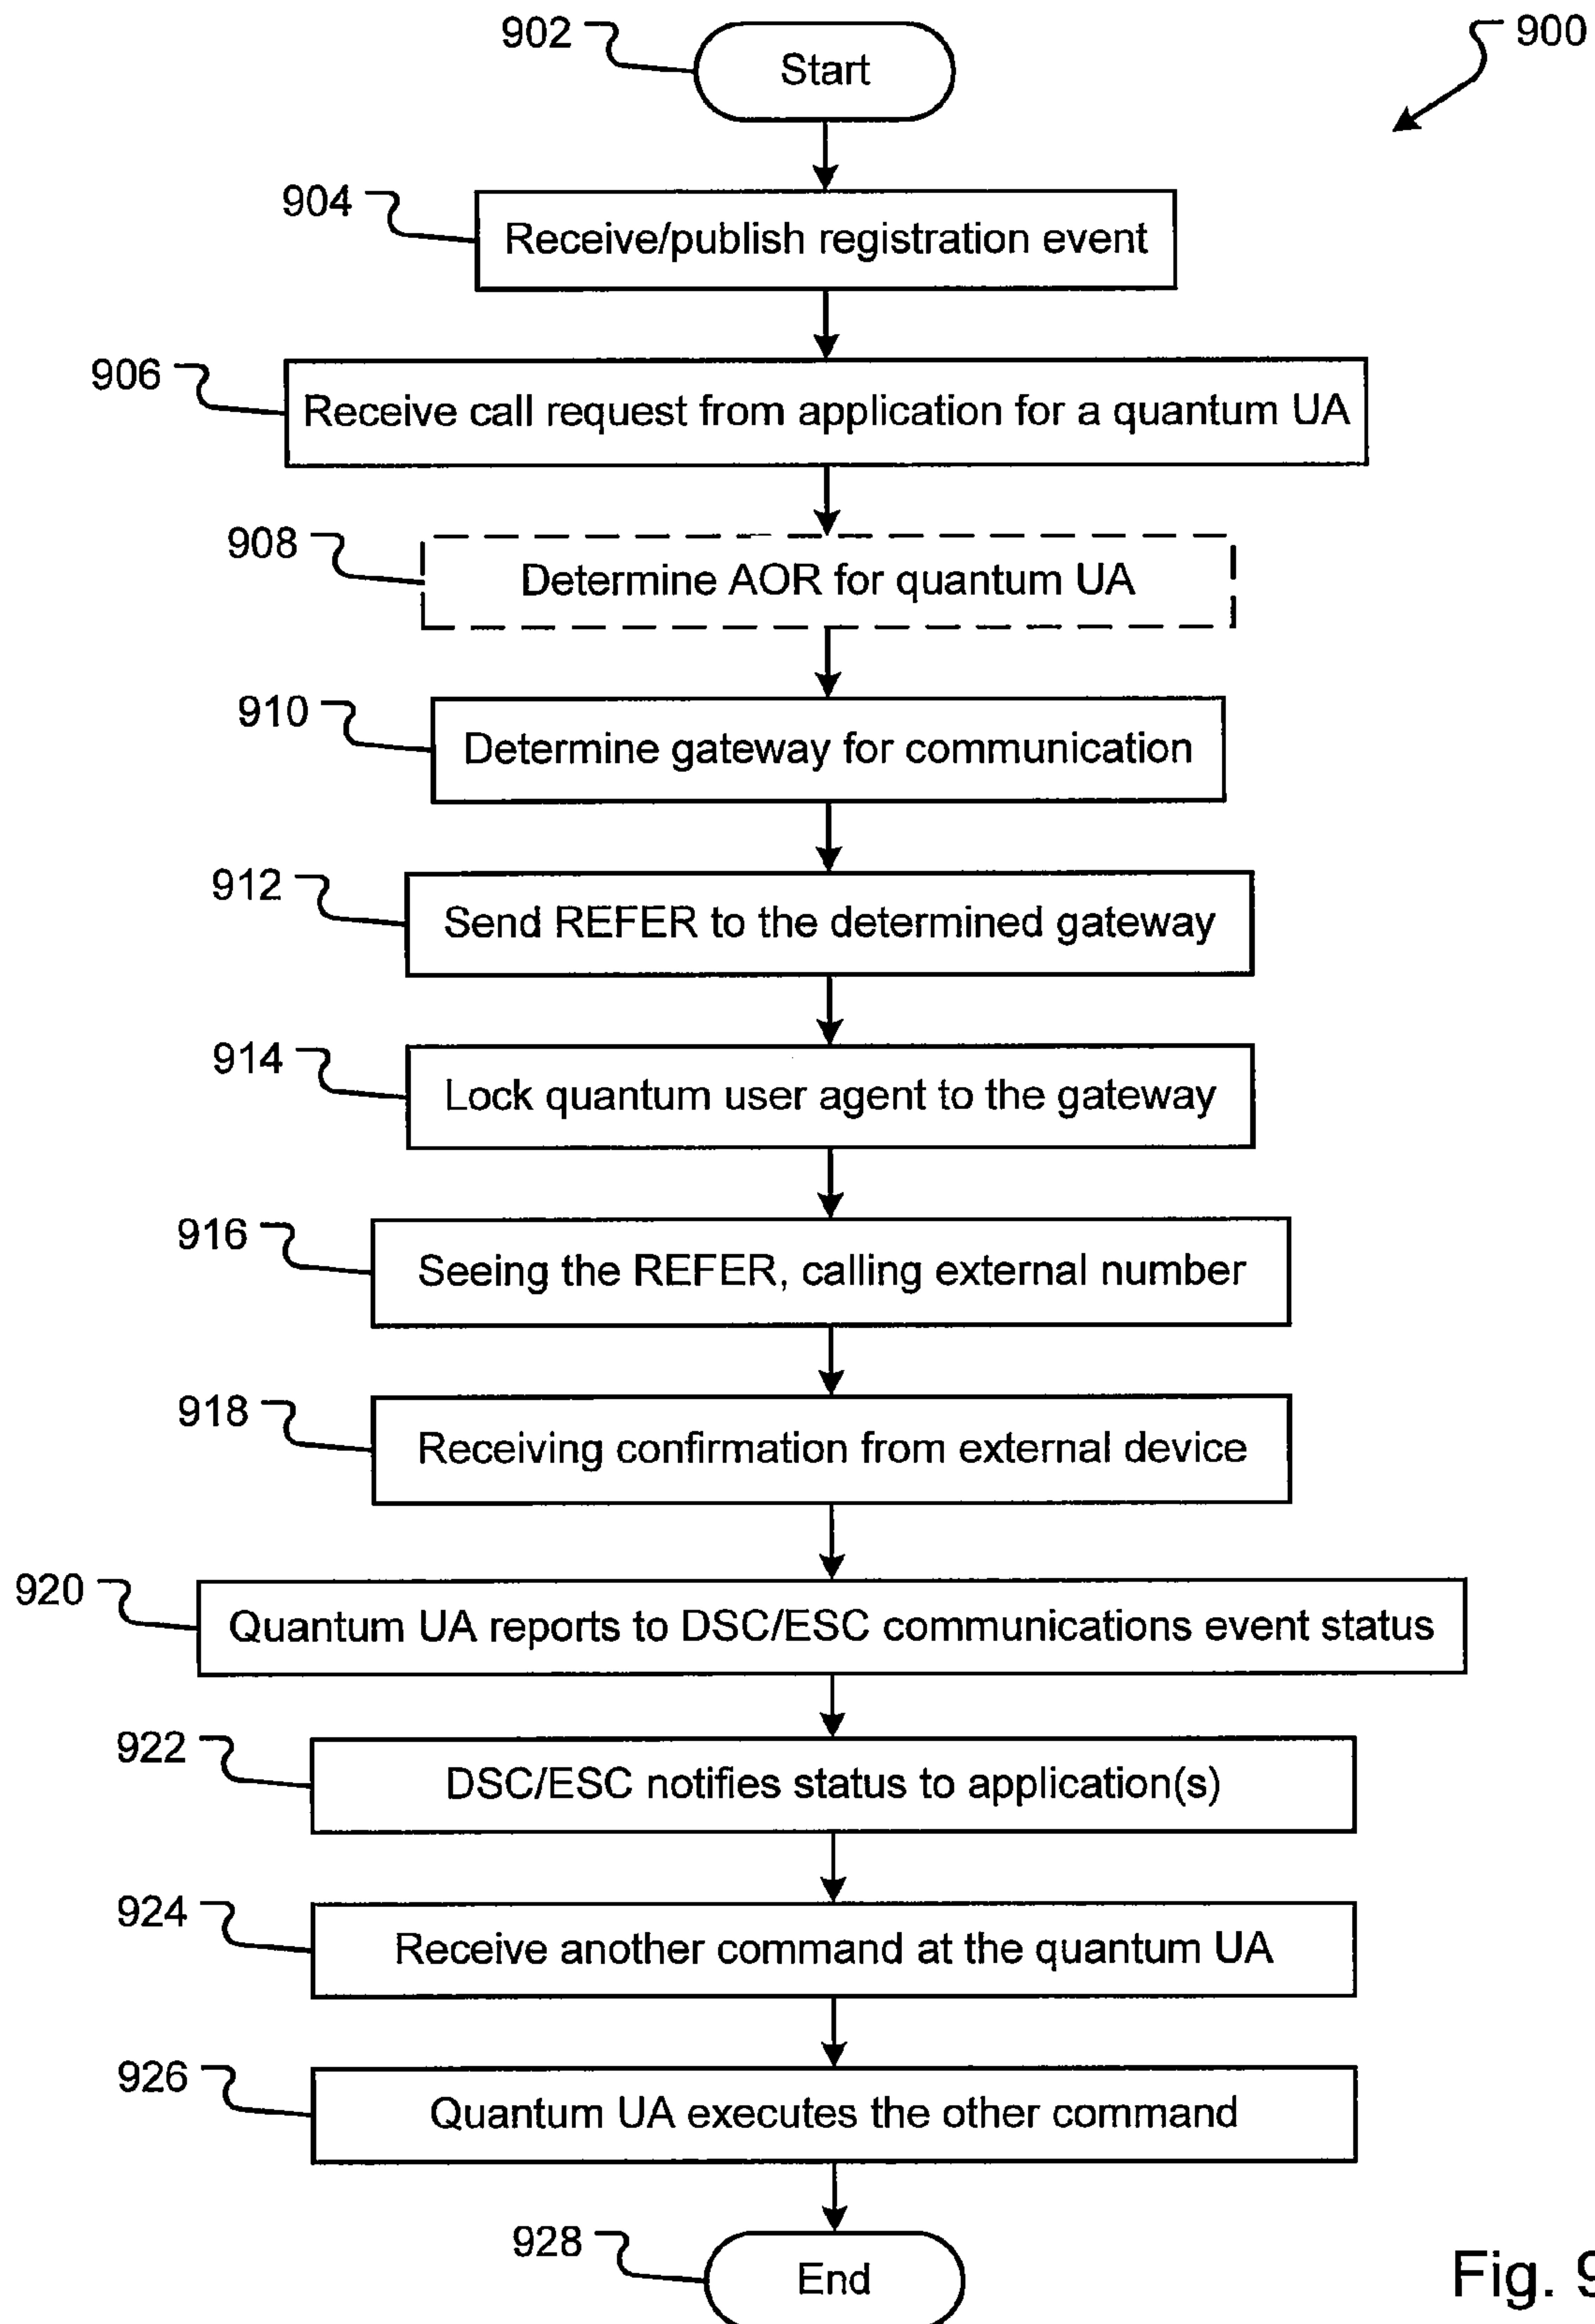 902
Start
900
904
Receive/publish registration event
906
Receive call request from application for a quantum UA
908
Determine AOR for quantum UA
910
Determine gateway for communication
912
Send REFER to the determined gateway
914
Lock quantum user agent to the gateway
916
Seeing the REFER, calling external number
918
Receiving confirmation from external device
920
Quantum UA reports to DSC/ESC communications event status
922
DSC/ESC notifies status to application(s)
924
Receive another command at the quantum UA
926
Quantum UA executes the other command
928
End
Fig. 9